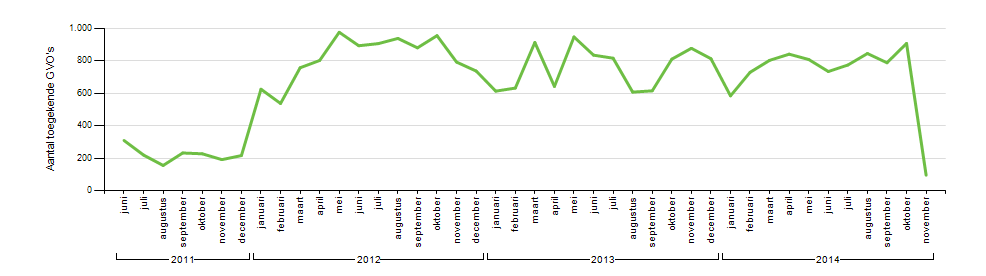 Aantal toegekende GVO's
1.000
800
600
400
200
0
juni
juli
augustus
september
oktober
november
december
januari
februari
maart
april
mei
juni
juli
augustus
september
oktober
november
december
januari
februari
maart
april
mei
juni
juli
augustus
september
oktober
november
december
januari
februari
maart
april
mei
juni
juli
augustus
september
oktober
november
2011 2012 2013 2014